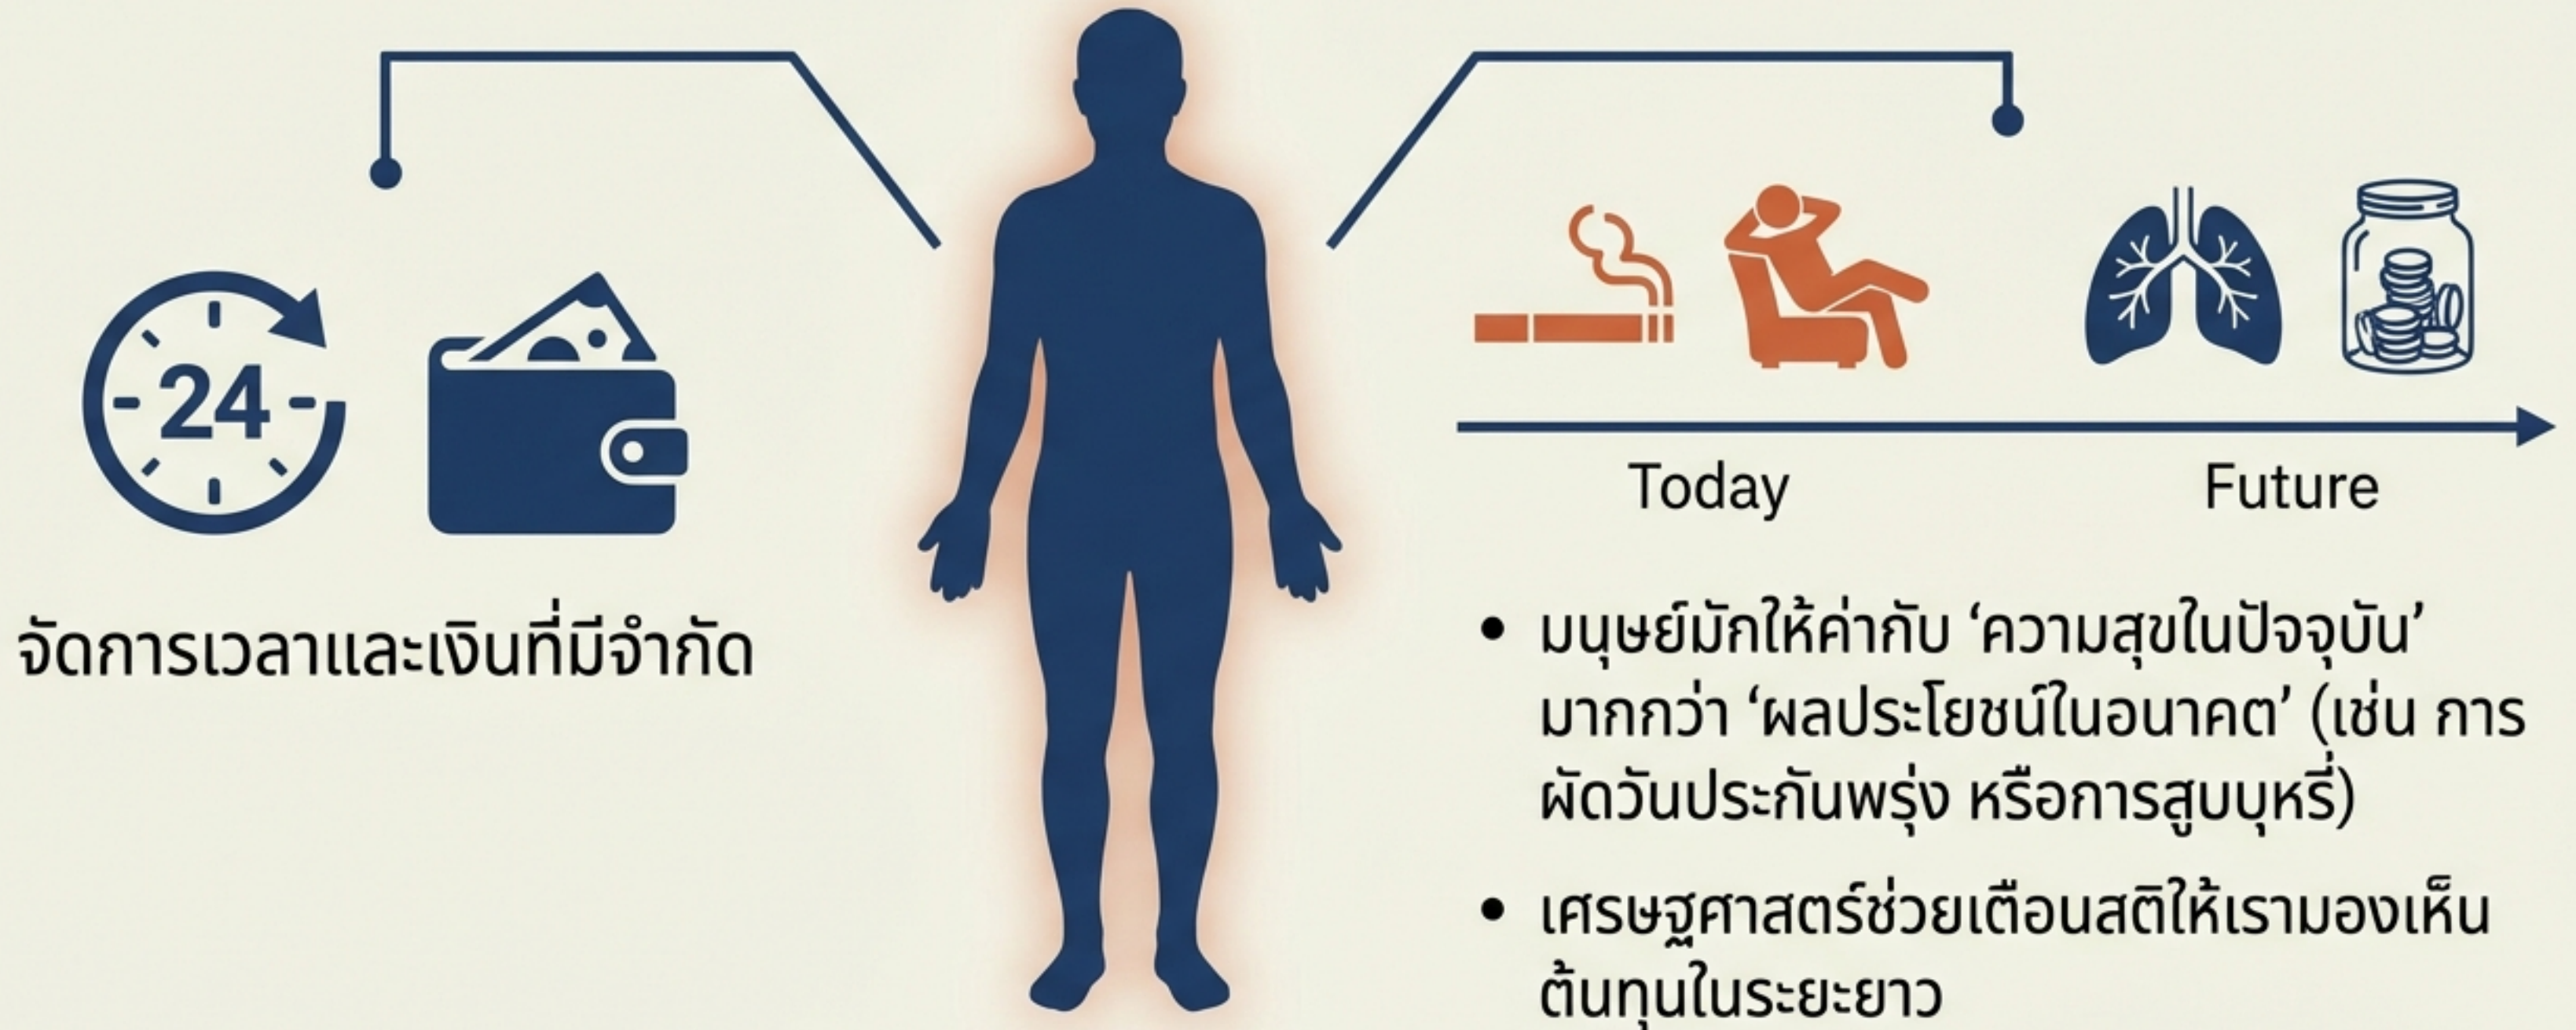 24
จัดการเวลาและเงินที่มีจำกัด
Today
Future
• มนุษย์มักให้ค่ากับ ‘ความสุขในปัจจุบัน’
มากกว่า ‘ผลประโยชน์ในอนาคต’ (เช่น การ
ผัดวันประกันพรุ่ง หรือการสูบบุหรี่)
• เศรษฐศาสตร์ช่วยเตือนสติให้เรามองเห็น
ต้นทุนในระยะยาว